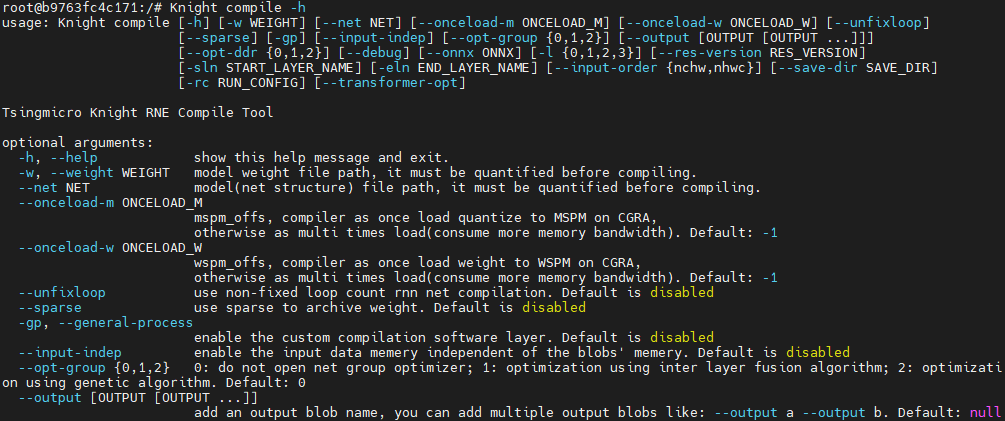 root@b9763fc4c171:/# Knight compile -h
usage: Knight compile [-h] [-w WEIGHT] [--net NET] [--onceload-m ONCELOAD_M] [--onceload-w ONCELOAD_W] [--unfixloop]
[--sparse] [-gp] [--input-indep] [--opt-group {0,1,2}] [--output [OUTPUT [OUTPUT ...]]]
[--opt-ddr {0,1,2}] [--debug] [--onnx ONNX] [-l {0,1,2,3}] [--res-version RES_VERSION]
[-sln START_LAYER_NAME] [-eln END_LAYER_NAME] [--input-order {nchw,nhwc}] [--save-dir SAVE_DIR]
[-rc RUN_CONFIG] [--transformer-opt]
Tsingmicro Knight RNE Compile Tool
optional arguments:
-h, --help show this help message and exit.
-w, --weight WEIGHT model weight file path, it must be quantified before compiling.
--net NET model(net structure) file path, it must be quantified before compiling.
--onceload-m ONCELOAD_M
mspm_offs, compiler as once load quantize to MSPM on CGRA,
otherwise as multi times load(consume more memory bandwidth). Default: -1
--onceload-w ONCELOAD_W
wspm_offs, compiler as once load weight to WSPM on CGRA,
otherwise as multi times load(consume more memory bandwidth). Default: -1
--unfixloop use non-fixed loop count rnn net compilation. Default is disabled
--sparse use sparse to archive weight. Default is disabled
-gp, --general-process
enable the custom compilation software layer. Default is disabled
--input-indep enable the input data memory independent of the blobs' memery. Default is disabled
--opt-group {0,1,2} 0: do not open net group optimizer; 1: optimization using inter layer fusion algorithm; 2: optimizati
on using genetic algorithm. Default: 0
--output [OUTPUT [OUTPUT ...]]
add an output blob name, you can add multiple output blobs like: --output a --output b. Default: null